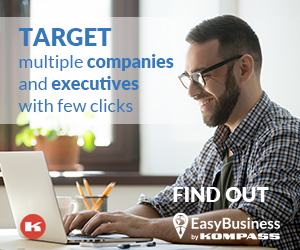 TARGET
multiple companies
and executives
with few clicks
FIND OUT
EasyBusiness
by KOMPASS
K